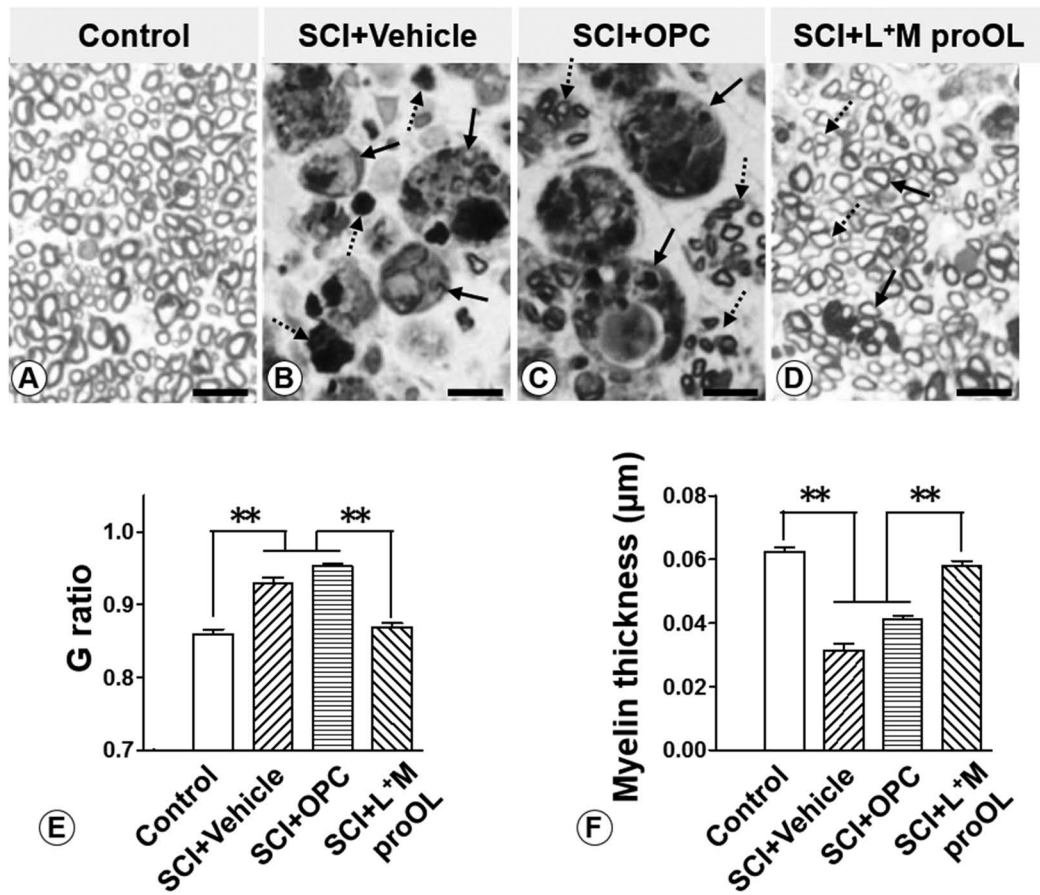 Control
SCI+Vehicle
SCI+OPC
SCI+L⁺M proOL
A
B
C
D
G ratio
1.0
0.9
0.8
0.7
**
**
Control
SCI+Vehicle
SCI+OPC
SCI+L⁺M
proOL
E
Myelin thickness (μm)
0.08
0.06
0.04
0.02
0.00
**
**
Control
SCI+Vehicle
SCI+OPC
SCI+L⁺M
proOL
F